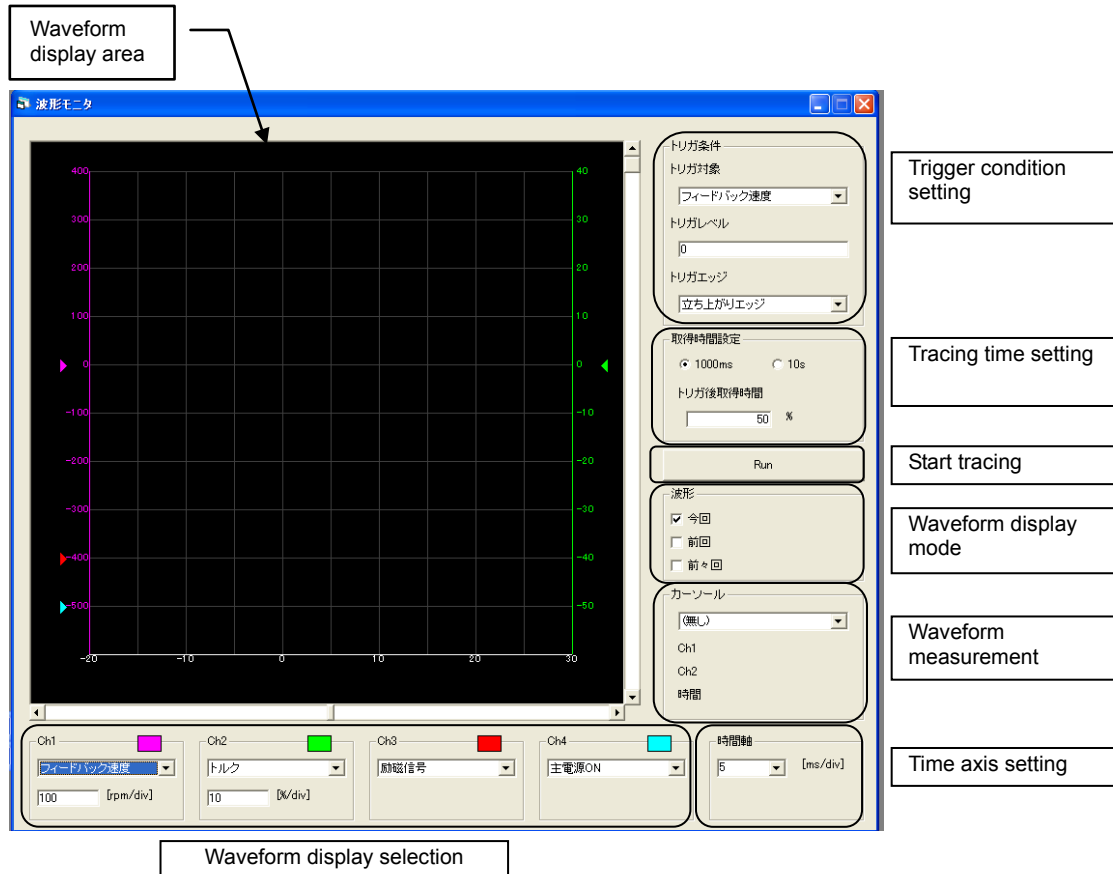 Waveform
display area
波形モニタ
400
300
200
100
0
-100
-200
-300
-400
-500
40
30
20
10
0
-10
-20
-30
-40
-50
-20
-10
0
10
20
30
トリガ条件
トリガ対象
フィードバック速度
トリガレベル
0
トリガエッジ
立ち上がりエッジ
Trigger condition
setting
取得時間設定
1000ms 10s
トリガ後取得時間
50 %
Tracing time setting
Run
Start tracing
波形
今回
前回
前々回
Waveform display
mode
カーソール
(無し)
Ch1
Ch2
時間
Waveform
measurement
Ch1
フィードバック速度
100 [rpm/div]
Ch2
トルク
10 [%/div]
Ch3
励磁信号
Ch4
主電源ON
時間軸
5 [ms/div]
Time axis setting
Waveform display selection